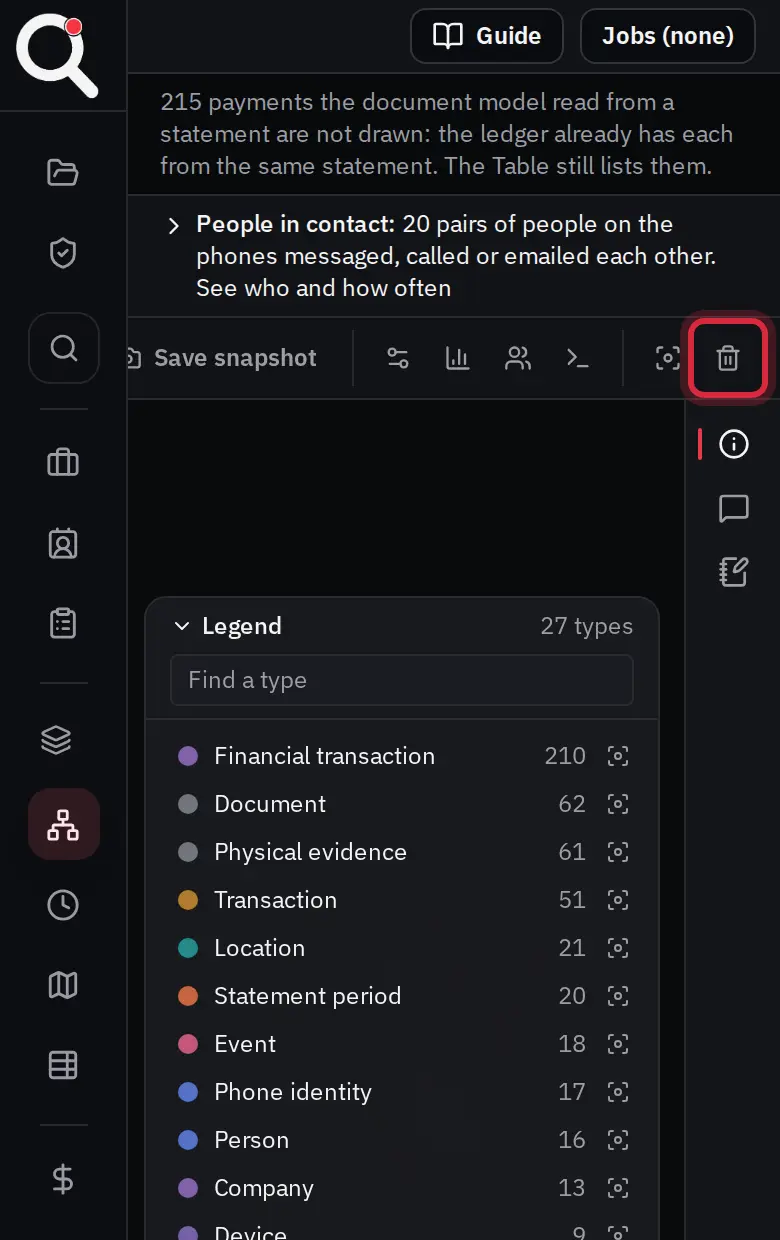 Guide
Jobs (none)
215 payments the document model read from a
statement are not drawn: the ledger already has each
from the same statement. The Table still lists them.
People in contact: 20 pairs of people on the
phones messaged, called or emailed each other.
See who and how often
Save snapshot
Legend 27 types
Find a type
Financial transaction 210
Document 62
Physical evidence 61
Transaction 51
Location 21
Statement period 20
Event 18
Phone identity 17
Person 16
Company 13
Device 9